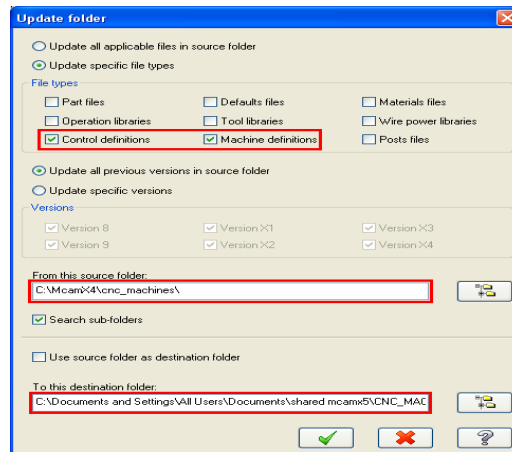 Update folder
Update all applicable files in source folder
Update specific file types
File types
Part files Defaults files Materials files
Operation libraries Tool libraries Wire power libraries
Control definitions Machine definitions Posts files
Update all previous versions in source folder
Update specific versions
Versions
Version 8 Version X1 Version X3
Version 9 Version X2 Version X4
From this source folder:
C:\McamX4\cnc_machines\
Search sub-folders
Use source folder as destination folder
To this destination folder:
C:\Documents and Settings\All Users\Documents\shared mcamx5\CNC_MAC